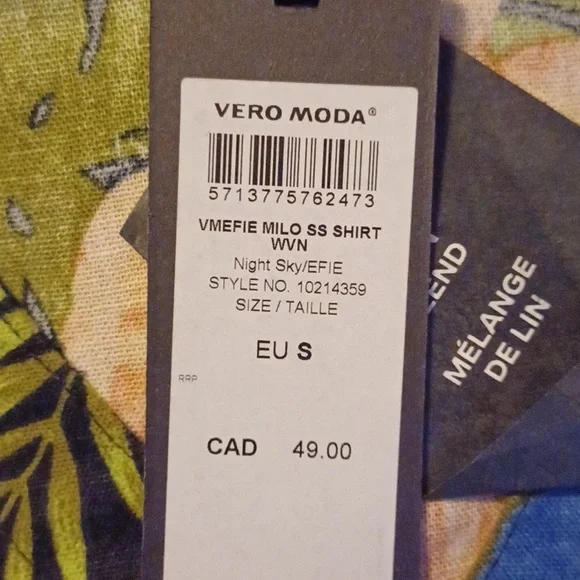 VERO MODA®
5713775762473
VMEFIE MILO SS SHIRT
WVN
Night Sky/EFIE
STYLE NO. 10214359
SIZE / TAILLE
EU S
RRP
CAD 49.00
MÉLANGE
DE LIN